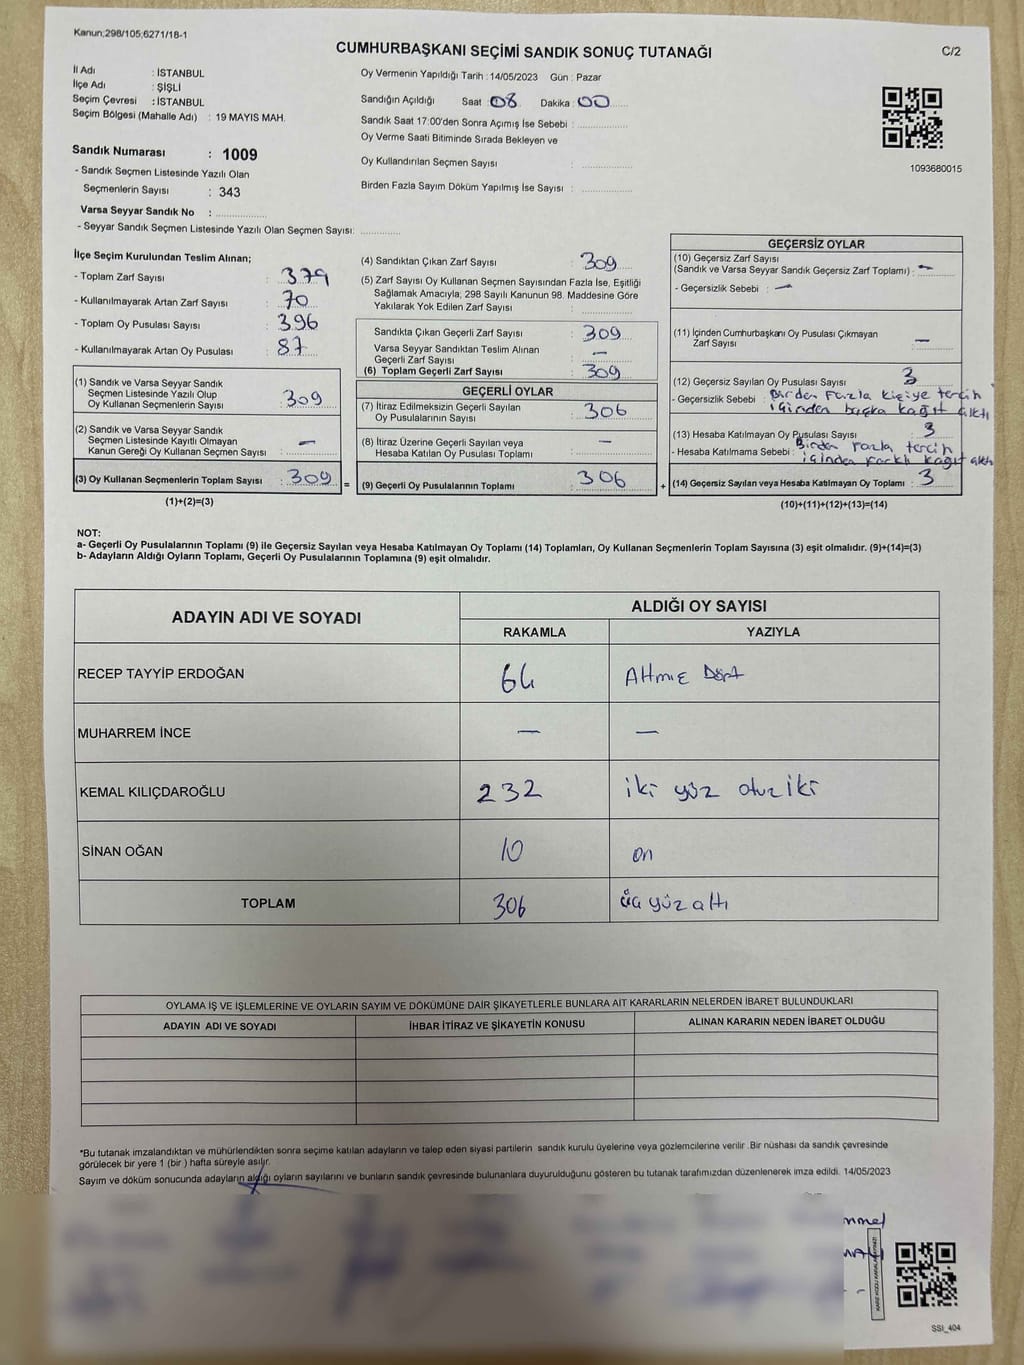 Kanun;298/105;6271/18-1
CUMHURBAŞKANI SEÇİMİ SANDIK SONUÇ TUTANAĞI
C/2
İl Adı : İSTANBUL
İlçe Adı : ŞİŞLİ
Seçim Çevresi : İSTANBUL
Seçim Bölgesi (Mahalle Adı) : 19 MAYIS MAH.
Sandık Numarası : 1009
- Sandık Seçmen Listesinde Yazılı Olan
Seçmenlerin Sayısı : 343
Varsa Seyyar Sandık No :
- Seyyar Sandık Seçmen Listesinde Yazılı Olan Seçmen Sayısı:
Oy Vermenin Yapıldığı Tarih : 14/05/2023 Gün : Pazar
Sandığın Açıldığı Saat : 08 Dakika : 00
Sandık Saat 17:00'den Sonra Açımış İse Sebebi :
Oy Verme Saati Bitiminde Sırada Bekleyen ve
Oy Kullandırılan Seçmen Sayısı :
Birden Fazla Sayım Döküm Yapılmış İse Sayısı :
1093680015
İlçe Seçim Kurulundan Teslim Alınan;
- Toplam Zarf Sayısı : 379
- Kullanılmayarak Artan Zarf Sayısı : 70
- Toplam Oy Pusulası Sayısı : 396
- Kullanılmayarak Artan Oy Pusulası : 87
(1) Sandık ve Varsa Seyyar Sandık
Seçmen Listesinde Yazılı Olup
Oy Kullanan Seçmenlerin Sayısı : 309
(2) Sandık ve Varsa Seyyar Sandık
Seçmen Listesinde Kayıtlı Olmayan
Kanun Gereği Oy Kullanan Seçmen Sayısı : —
(3) Oy Kullanan Seçmenlerin Toplam Sayısı : 309 =
(1)+(2)=(3)
(4) Sandıktan Çıkan Zarf Sayısı : 309
(5) Zarf Sayısı Oy Kullanan Seçmen Sayısından Fazla İse, Eşitliği
Sağlamak Amacıyla; 298 Sayılı Kanunun 98. Maddesine Göre
Yakılarak Yok Edilen Zarf Sayısı :
Sandıkta Çıkan Geçerli Zarf Sayısı : 309
Varsa Seyyar Sandıktan Teslim Alınan
Geçerli Zarf Sayısı : —
(6) Toplam Geçerli Zarf Sayısı : 309
GEÇERLİ OYLAR
(7) İtiraz Edilmeksizin Geçerli Sayılan
Oy Pusulalarının Sayısı : 306
(8) İtiraz Üzerine Geçerli Sayılan veya
Hesaba Katılan Oy Pusulası Toplamı : —
(9) Geçerli Oy Pusulalarının Toplamı : 306 +
GEÇERSİZ OYLAR
(10) Geçersiz Zarf Sayısı
(Sandık ve Varsa Seyyar Sandık Geçersiz Zarf Toplamı) : —
- Geçersizlik Sebebi : —
(11) İçinden Cumhurbaşkanı Oy Pusulası Çıkmayan
Zarf Sayısı : —
(12) Geçersiz Sayılan Oy Pusulası Sayısı : 3
- Geçersizlik Sebebi : Birden fazla kişiye tercih
içinden başka kağıt çıktı
(13) Hesaba Katılmayan Oy Pusulası Sayısı : 3
- Hesaba Katılmama Sebebi : Birden fazla tercih
içinden farklı kağıt çıktı
(14) Geçersiz Sayılan veya Hesaba Katılmayan Oy Toplamı : 3
(10)+(11)+(12)+(13)=(14)
NOT:
a- Geçerli Oy Pusulalarının Toplamı (9) ile Geçersiz Sayılan veya Hesaba Katılmayan Oy Toplamı (14) Toplamları, Oy Kullanan Seçmenlerin Toplam Sayısına (3) eşit olmalıdır. (9)+(14)=(3)
b- Adayların Aldığı Oyların Toplamı, Geçerli Oy Pusulalarının Toplamına (9) eşit olmalıdır.
ADAYIN ADI VE SOYADI
ALDIĞI OY SAYISI
RAKAMLA YAZIYLA
RECEP TAYYİP ERDOĞAN 64 Altmış Dört
MUHARREM İNCE — —
KEMAL KILIÇDAROĞLU 232 iki yüz otuz iki
SİNAN OĞAN 10 on
TOPLAM 306 üç yüz altı
OYLAMA İŞ VE İŞLEMLERİNE VE OYLARIN SAYIM VE DÖKÜMÜNE DAİR ŞİKAYETLERLE BUNLARA AİT KARARLARIN NELERDEN İBARET BULUNDUKLARI
ADAYIN ADI VE SOYADI İHBAR İTİRAZ VE ŞİKAYETİN KONUSU ALINAN KARARIN NEDEN İBARET OLDUĞU
*Bu tutanak imzalandıktan ve mühürlendikten sonra seçime katılan adayların ve talep eden siyasi partilerin sandık kurulu üyelerine veya gözlemcilerine verilir .Bir nüshası da sandık çevresinde
görülecek bir yere 1 (bir ) hafta süreyle asılır.
Sayım ve döküm sonucunda adayların aldığı oyların sayılarını ve bunların sandık çevresinde bulunanlara duyurulduğunu gösteren bu tutanak tarafımızdan düzenlenerek imza edildi. 14/05/2023
SSI_404